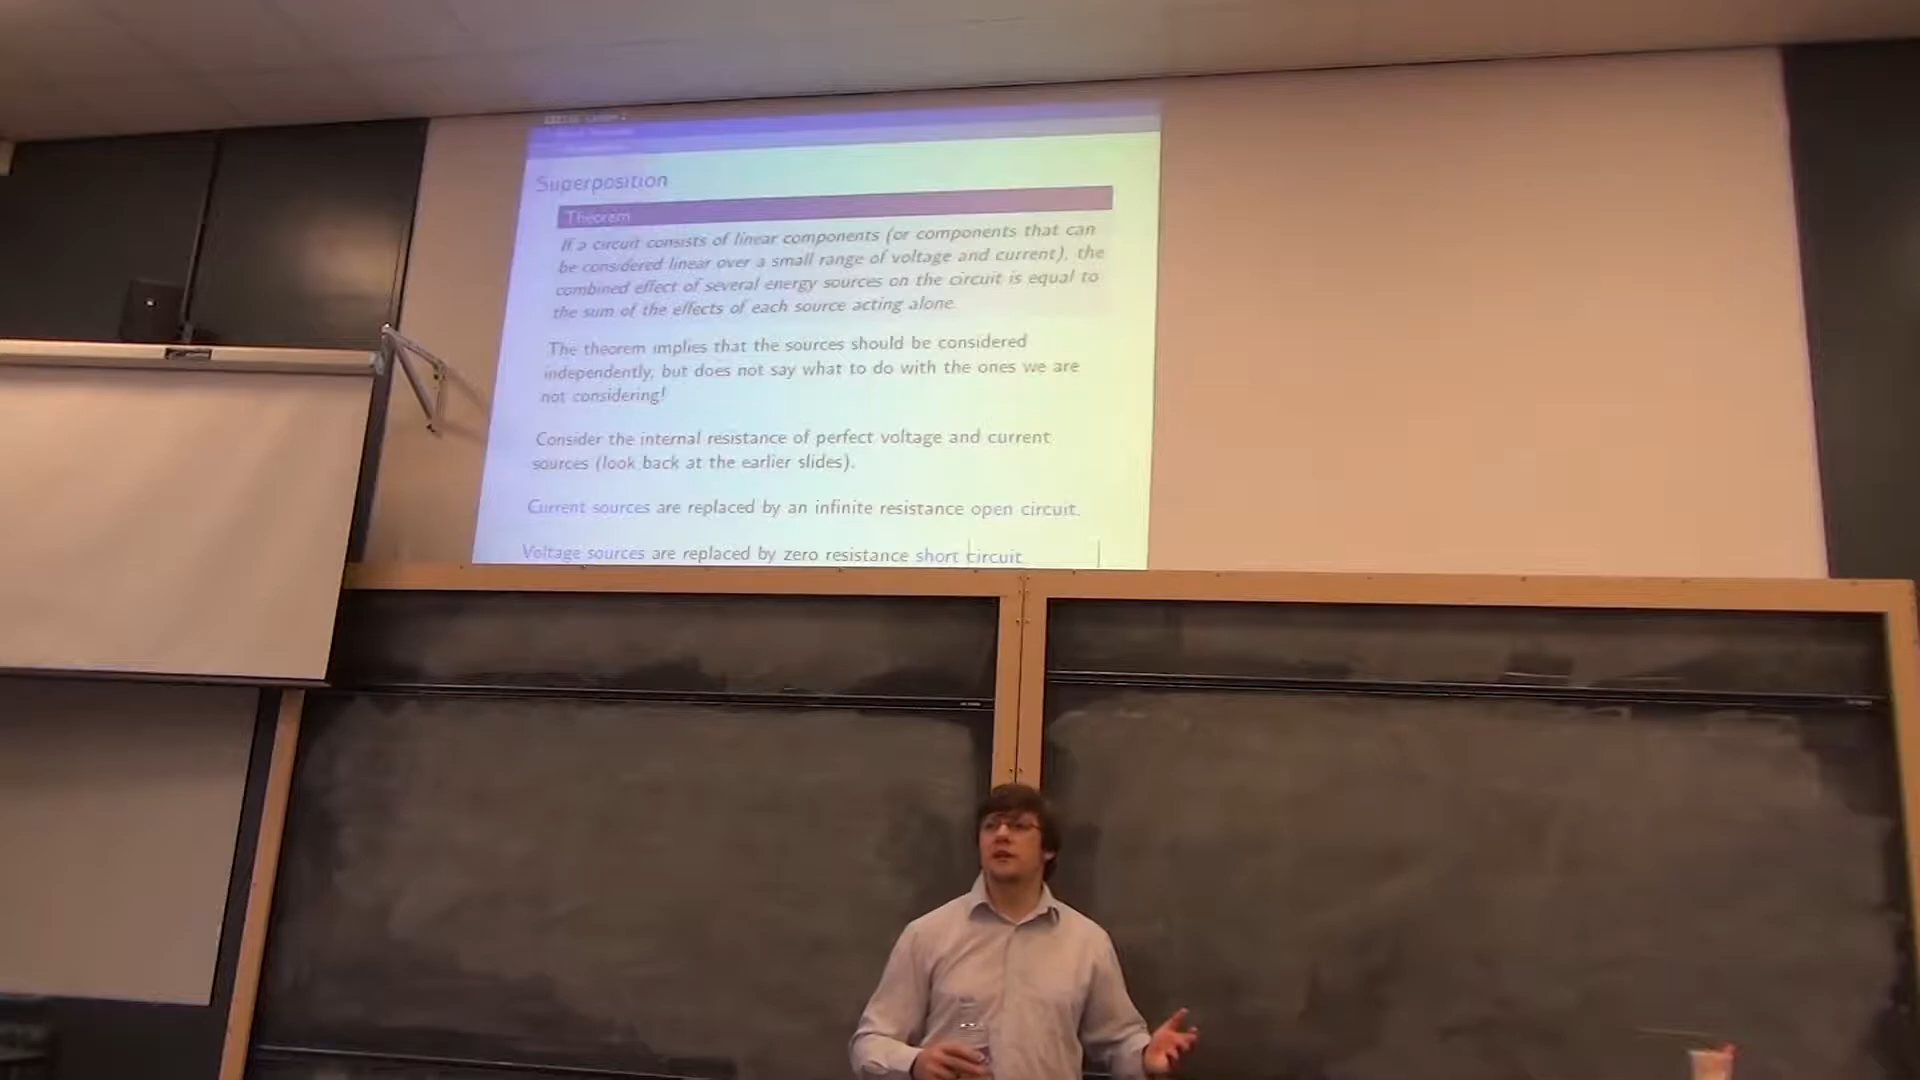 Superposition
Theorem
If a circuit consists of linear components (or components that can
be considered linear over a small range of voltage and current), the
combined effect of several energy sources on the circuit is equal to
the sum of the effects of each source acting alone.
The theorem implies that the sources should be considered
independently, but does not say what to do with the ones we are
not considering!
Consider the internal resistance of perfect voltage and current
sources (look back at the earlier slides).
Current sources are replaced by an infinite resistance open circuit.
Voltage sources are replaced by zero resistance short circuit.